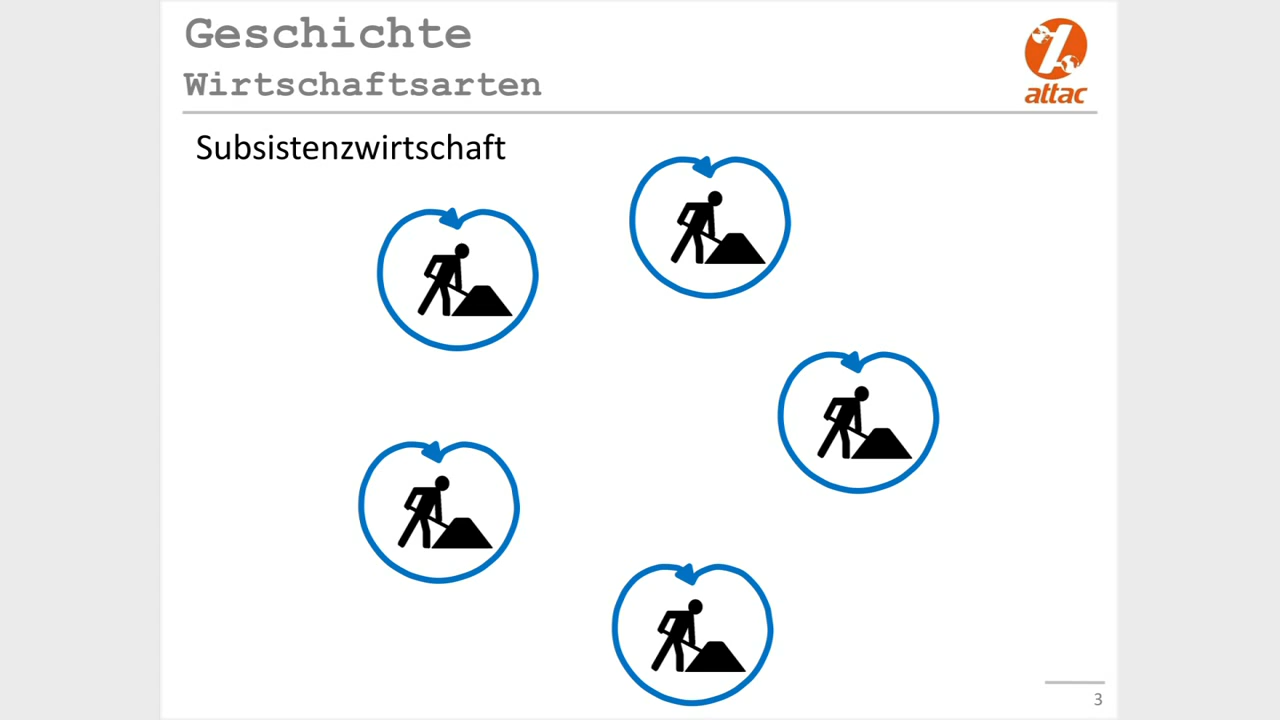 Geschichte
Wirtschaftsarten
attac
Subsistenzwirtschaft
3